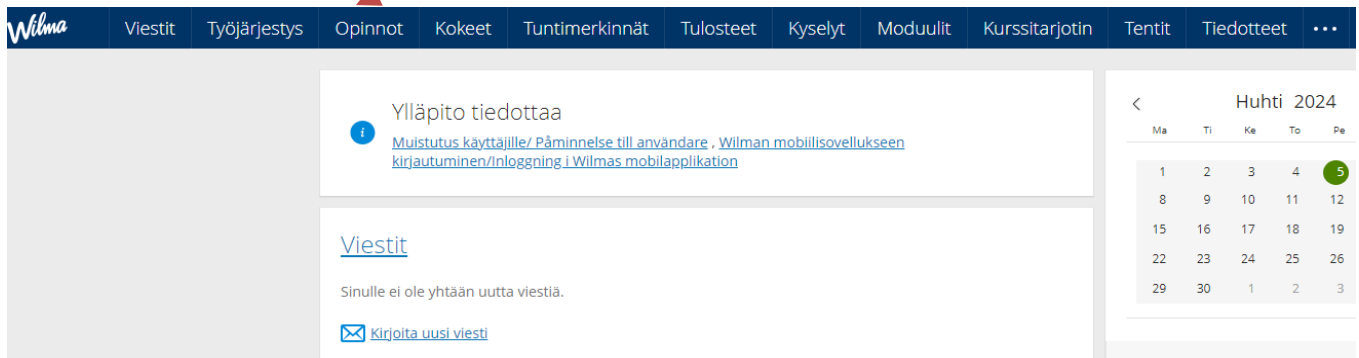 Wilma Viestit Työjärjestys Opinnot Kokeet Tuntimerkinnät Tulosteet Kyselyt Moduulit Kurssitarjotin Tentit Tiedotteet ...
Ylläpito tiedottaa
Muistutus käyttäjille/ Påminnelse till användare , Wilman mobiilisovellukseen
kirjautuminen/Inloggning i Wilmas mobilapplikation
Viestit
Sinulle ei ole yhtään uutta viestiä.
Kirjoita uusi viesti
< Huhti 2024
Ma Ti Ke To Pe
1 2 3 4 5
8 9 10 11 12
15 16 17 18 19
22 23 24 25 26
29 30 1 2 3